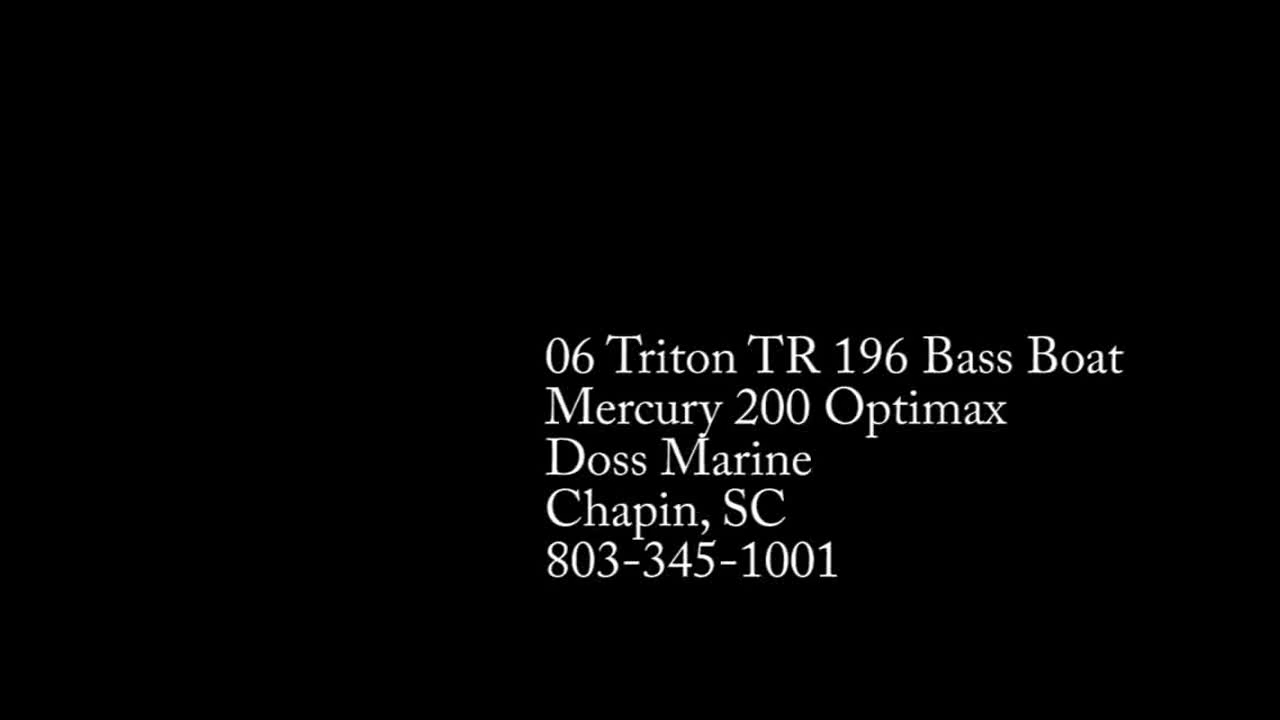 06 Triton TR 196 Bass Boat
Mercury 200 Optimax
Doss Marine
Chapin, SC
803-345-1001